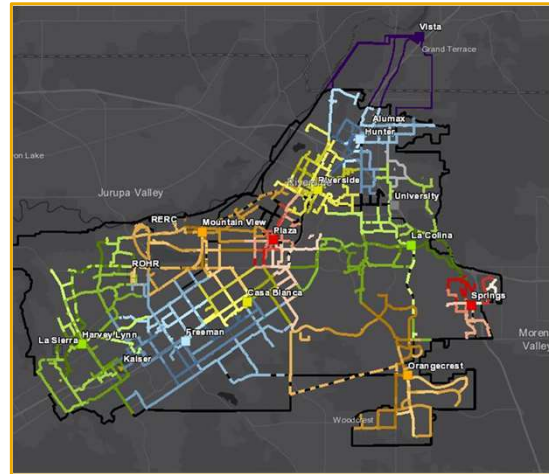 Vista
Grand Terrace
on Lake
Alumax
Hunter
Riverside
Jurupa Valley
University
RERC
Mountain View
Plaza
La Colina
ROHR
Casa Blanca
Springs
La Sierra
Harvey Lynn
Freeman
Kaiser
Moreno
Valley
Orangecrest
Woodcrest